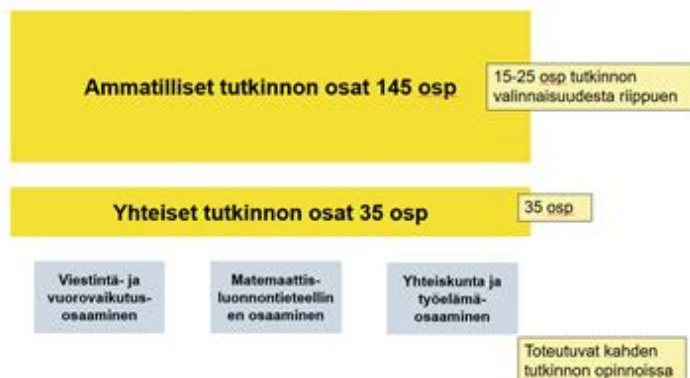 Ammatilliset tutkinnon osat 145 osp
15-25 osp tutkinnon
valinnaisuudesta riippuen
Yhteiset tutkinnon osat 35 osp
35 osp
Viestintä- ja
vuorovaikutus-
osaaminen
Matemaattis-
luonnontieteellin
en osaaminen
Yhteiskunta ja
työelämä-
osaaminen
Toteutuvat kahden
tutkinnon opinnoissa